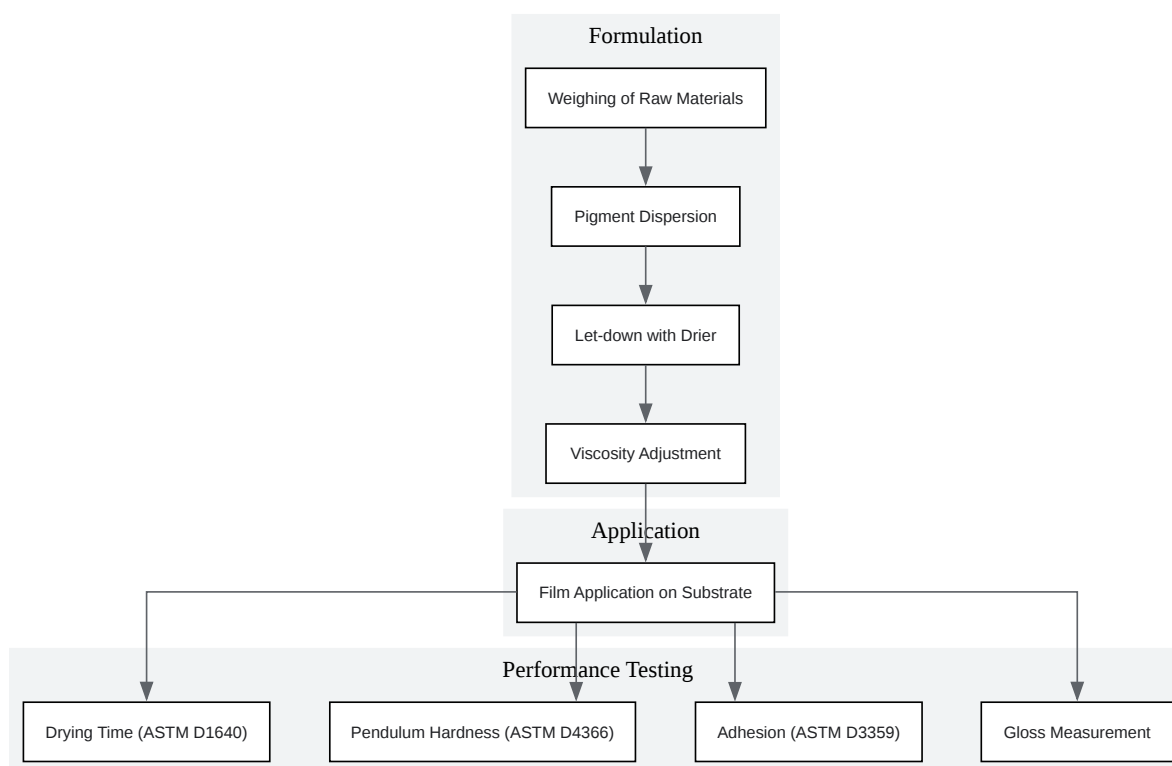 Formulation
Weighing of Raw Materials
Pigment Dispersion
Let-down with Drier
Viscosity Adjustment
Application
Film Application on Substrate
Performance Testing
Drying Time (ASTM D1640)
Pendulum Hardness (ASTM D4366)
Adhesion (ASTM D3359)
Gloss Measurement